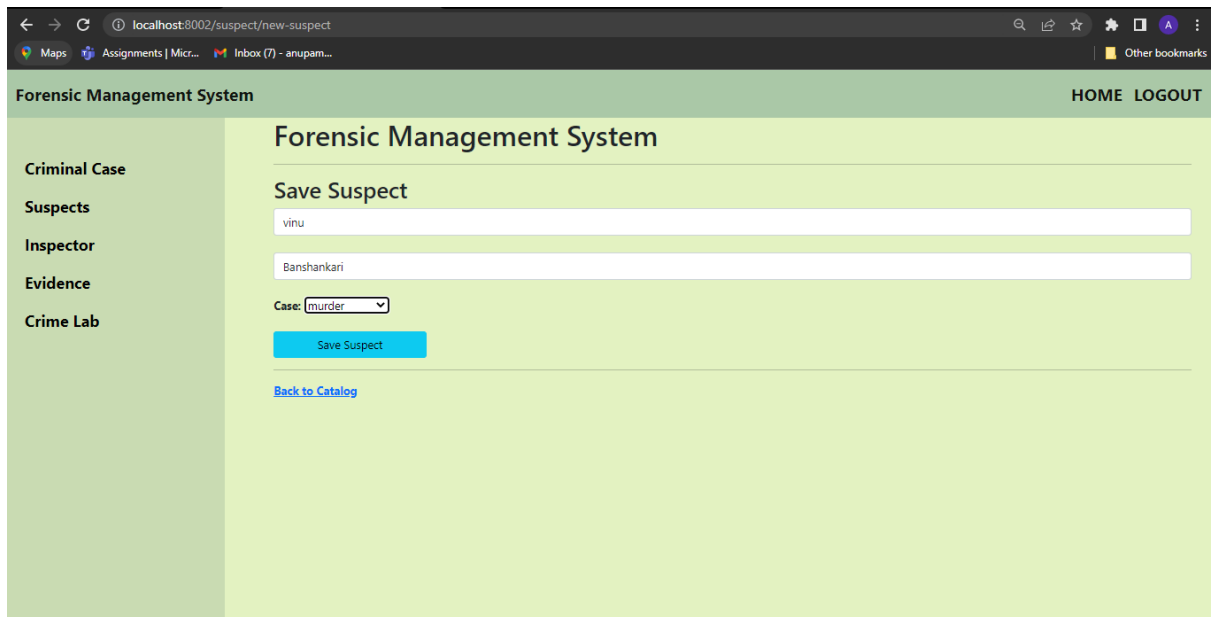 localhost:8002/suspect/new-suspect A
Maps Assignments | Micr... Inbox (7) - anupam... Other bookmarks
Forensic Management System HOME LOGOUT
Forensic Management System
Criminal Case
Save Suspect
Suspects
vinu
Inspector
Banshankari
Evidence
Case: murder
Crime Lab
Save Suspect
Back to Catalog